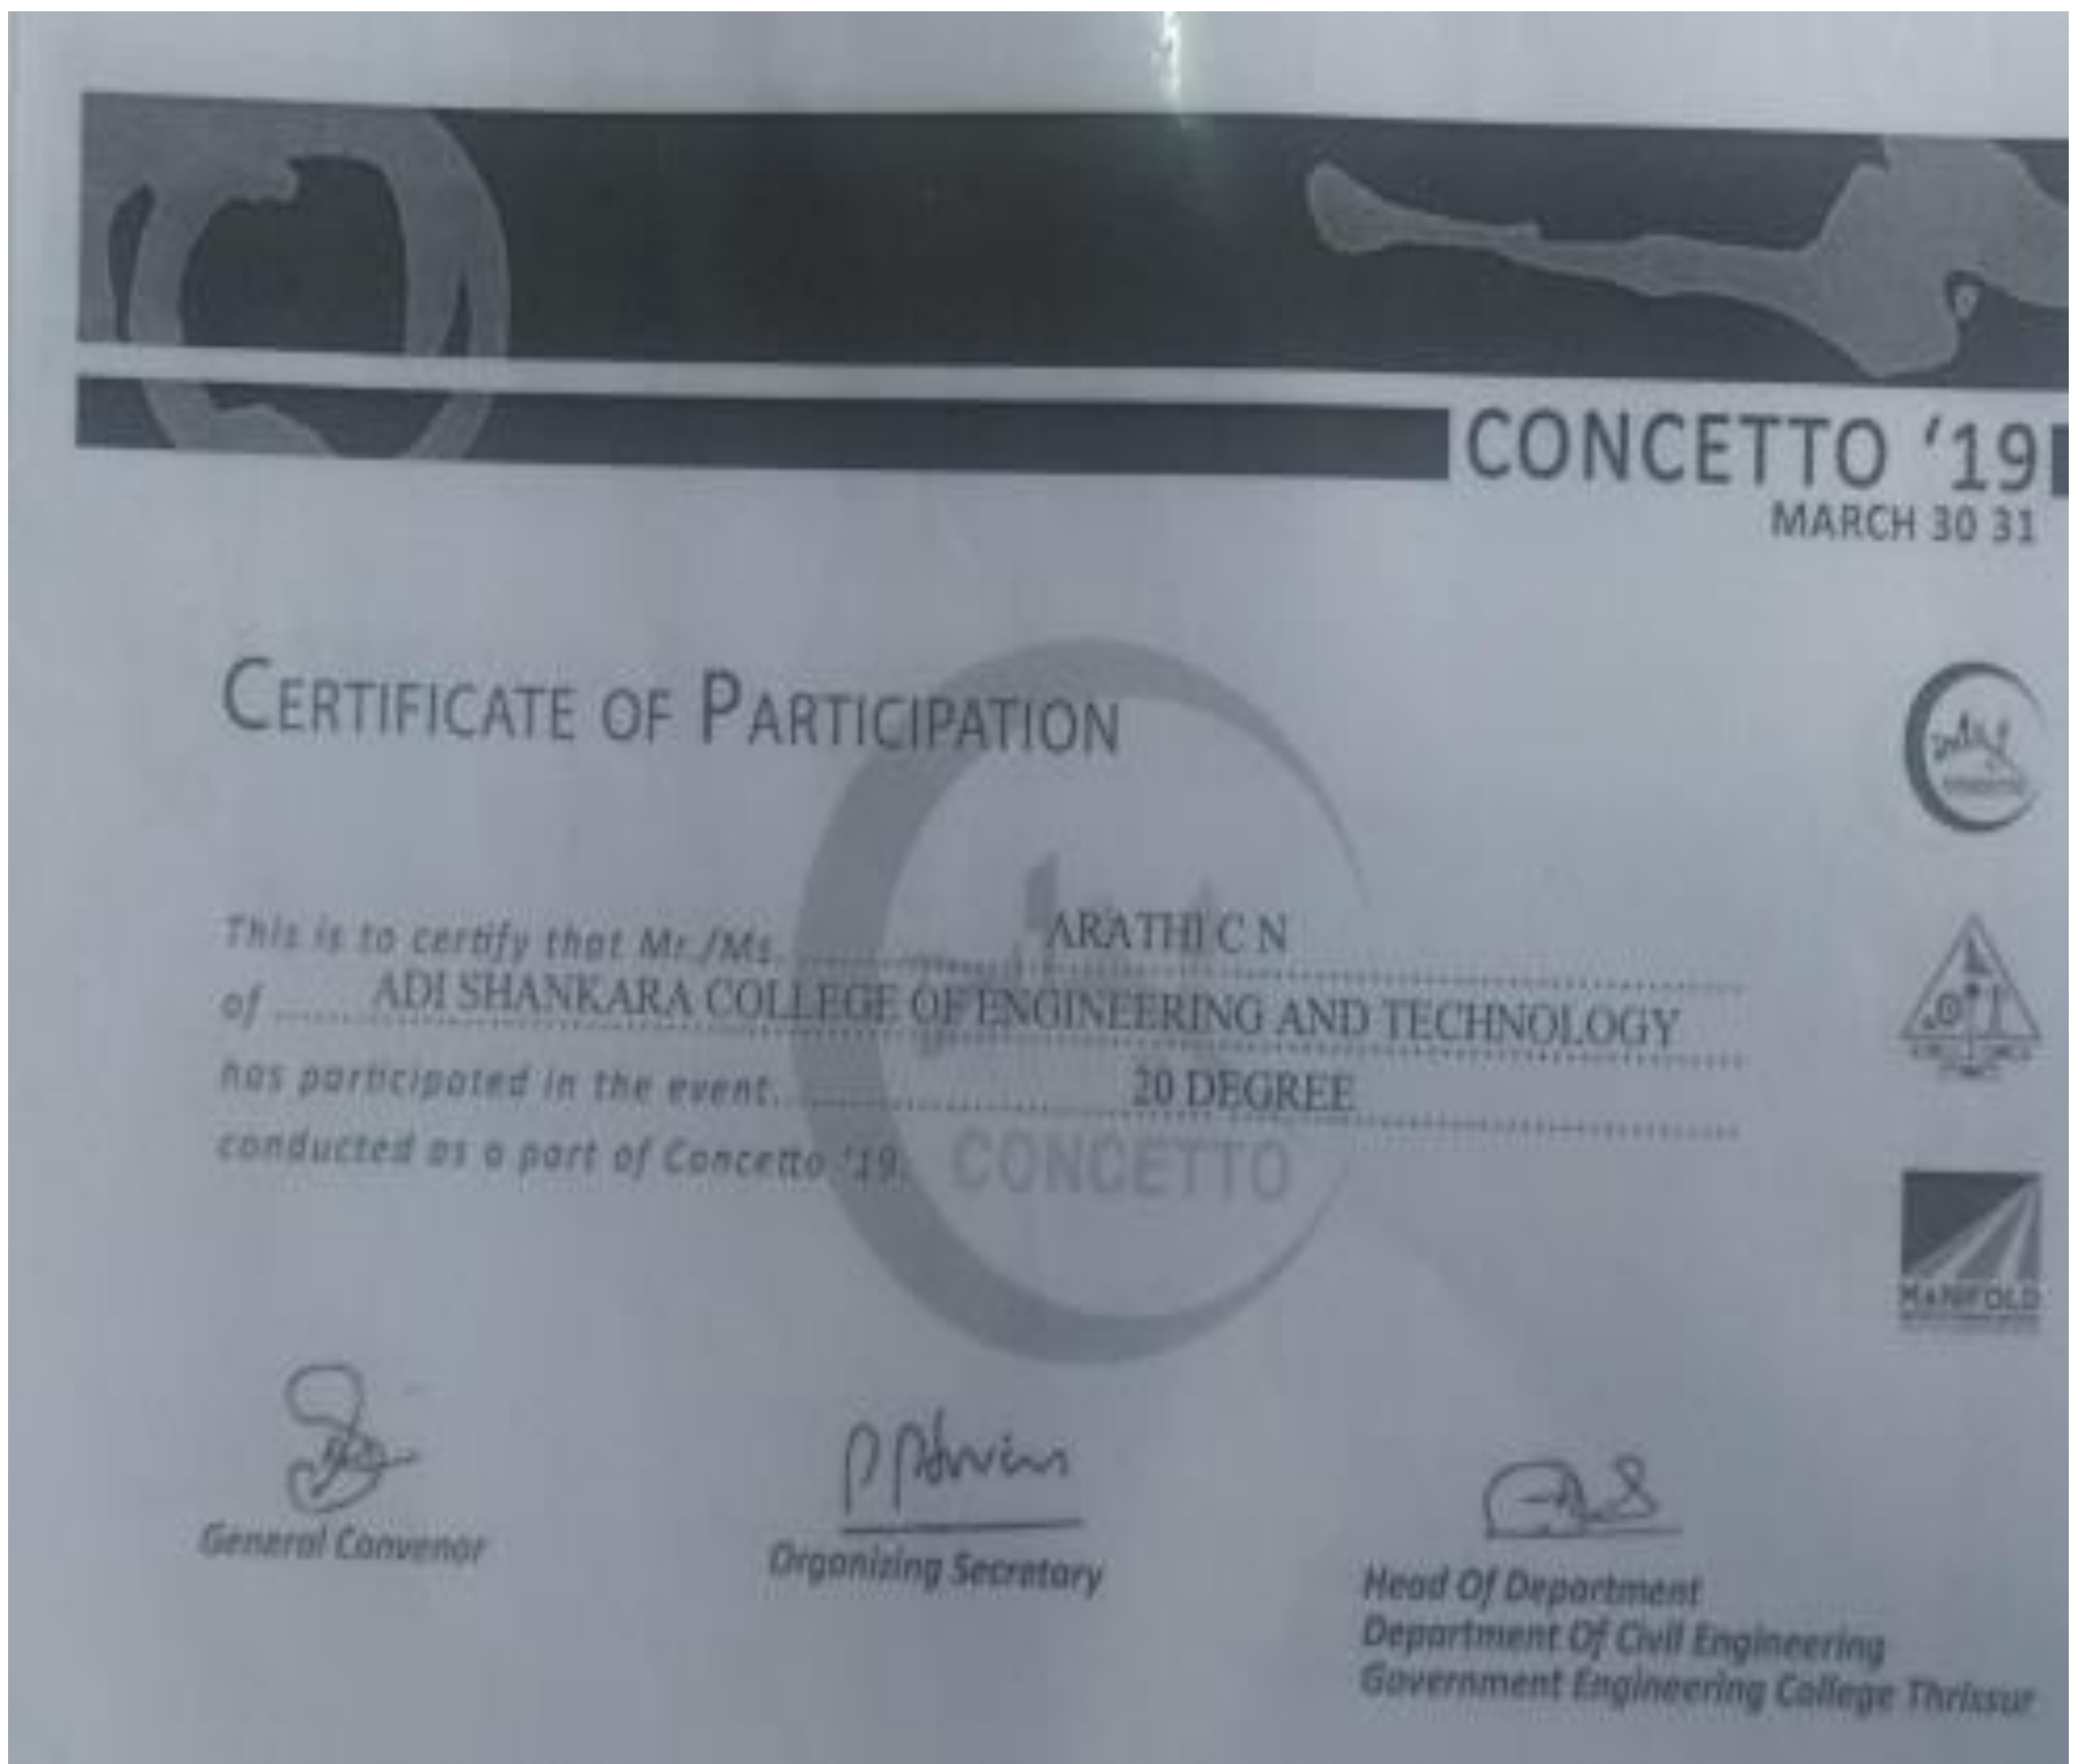 CONCETTO '19
MARCH 30 31
CERTIFICATE OF PARTICIPATION
This is to certify that Mr./Ms. ARATHI C N
of ADI SHANKARA COLLEGE OF ENGINEERING AND TECHNOLOGY
has participated in the event 20 DEGREE
conducted as a part of Concetto '19.
CONCETTO
MANIFOLD
General Convenor
Organizing Secretary
Head Of Department
Department Of Civil Engineering
Government Engineering College Thrissur